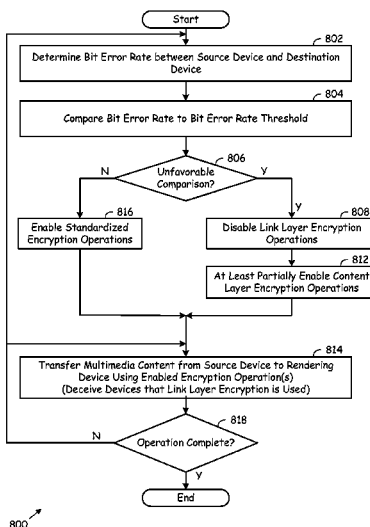 Start
802
Determine Bit Error Rate between Source Device and Destination
Device
804
Compare Bit Error Rate to Bit Error Rate Threshold
806
N
Unfavorable
Comparison?
Y
816
Enable Standardized
Encryption Operations
Y
808
Disable Link Layer Encryption
Operations
812
At Least Partially Enable Content
Layer Encryption Operations
814
Transfer Multimedia Content from Source Device to Rendering
Device Using Enabled Encryption Operation(s)
(Deceive Devices that Link Layer Encryption is Used)
818
N
Operation Complete?
Y
End
800